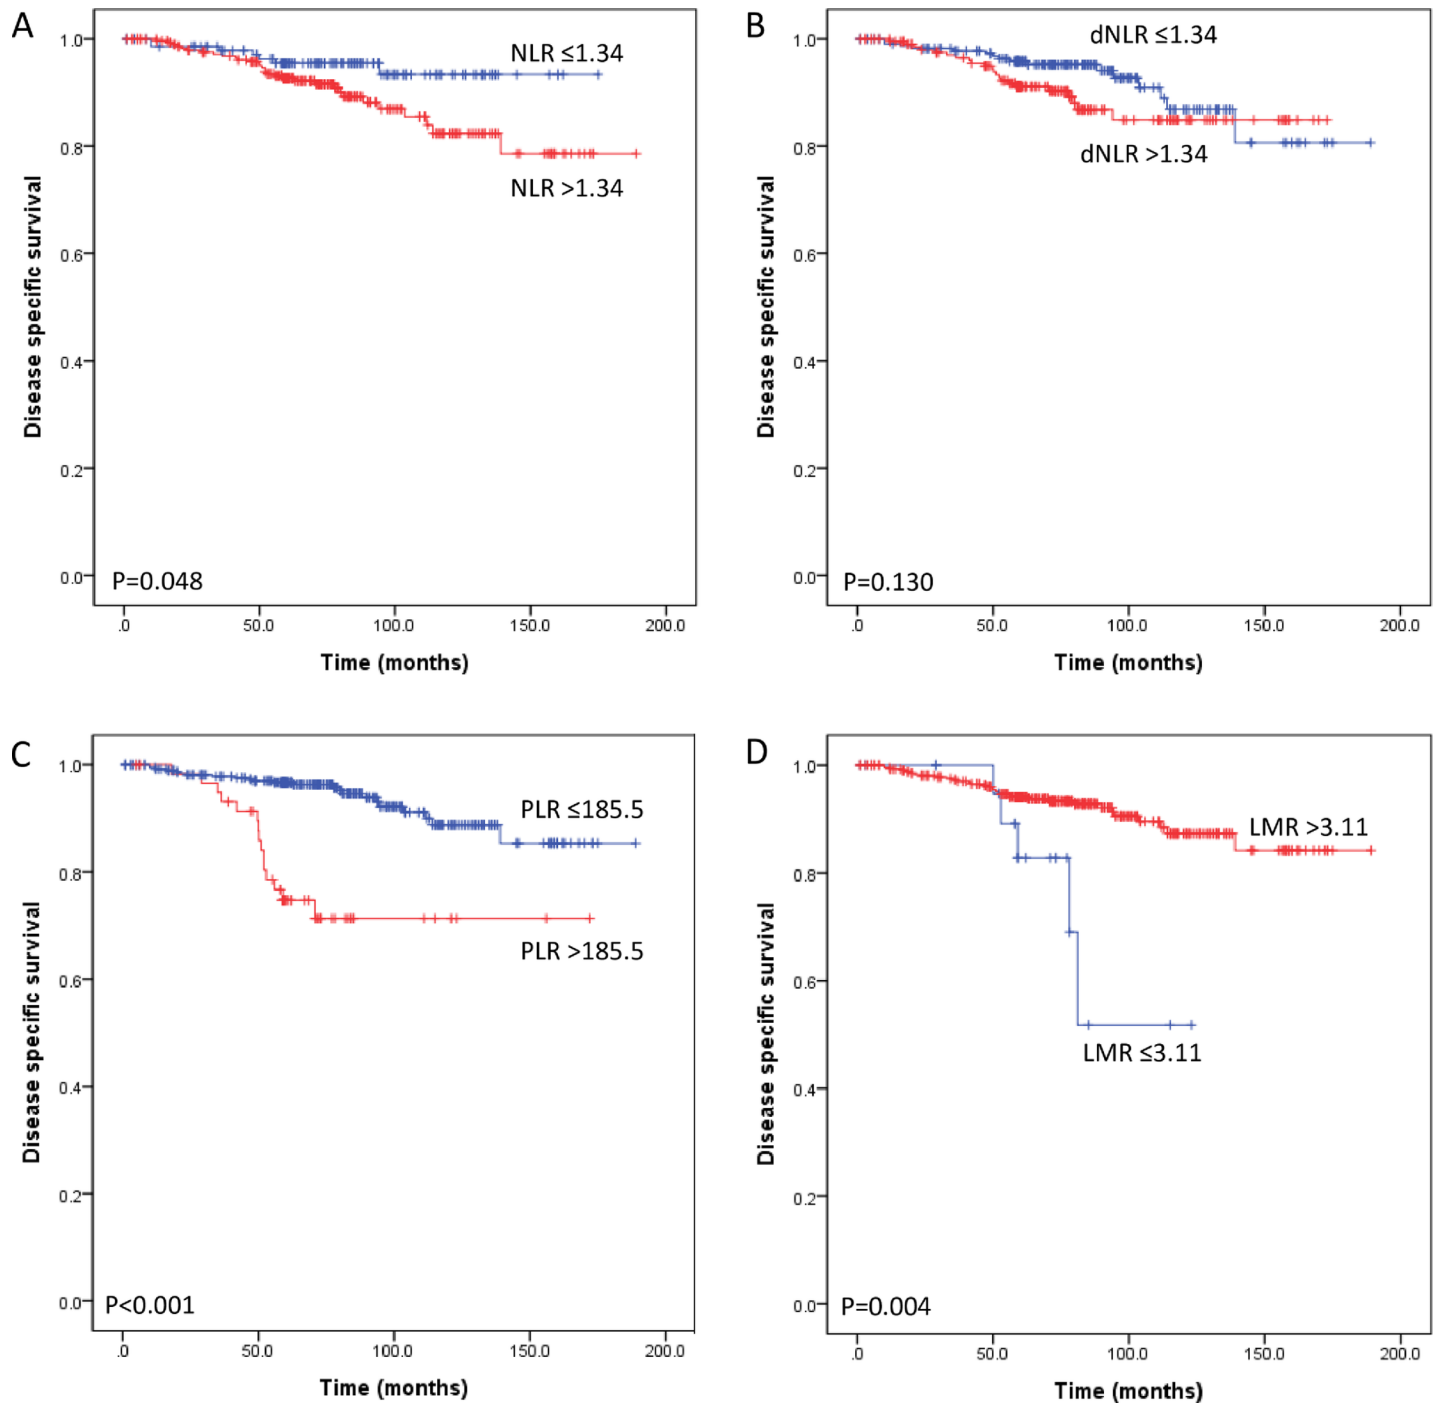 A
1.0
0.8
0.6
0.4
0.2
0.0
Disease specific survival
NLR ≤1.34
NLR >1.34
P=0.048
.0 50.0 100.0 150.0 200.0
Time (months)
B
1.0
0.8
0.6
0.4
0.2
0.0
Disease specific survival
dNLR ≤1.34
dNLR >1.34
P=0.130
.0 50.0 100.0 150.0 200.0
Time (months)
C
1.0
0.8
0.6
0.4
0.2
0.0
Disease specific survival
PLR ≤185.5
PLR >185.5
P<0.001
.0 50.0 100.0 150.0 200.0
Time (months)
D
1.0
0.8
0.6
0.4
0.2
0.0
Disease specific survival
LMR >3.11
LMR ≤3.11
P=0.004
.0 50.0 100.0 150.0 200.0
Time (months)